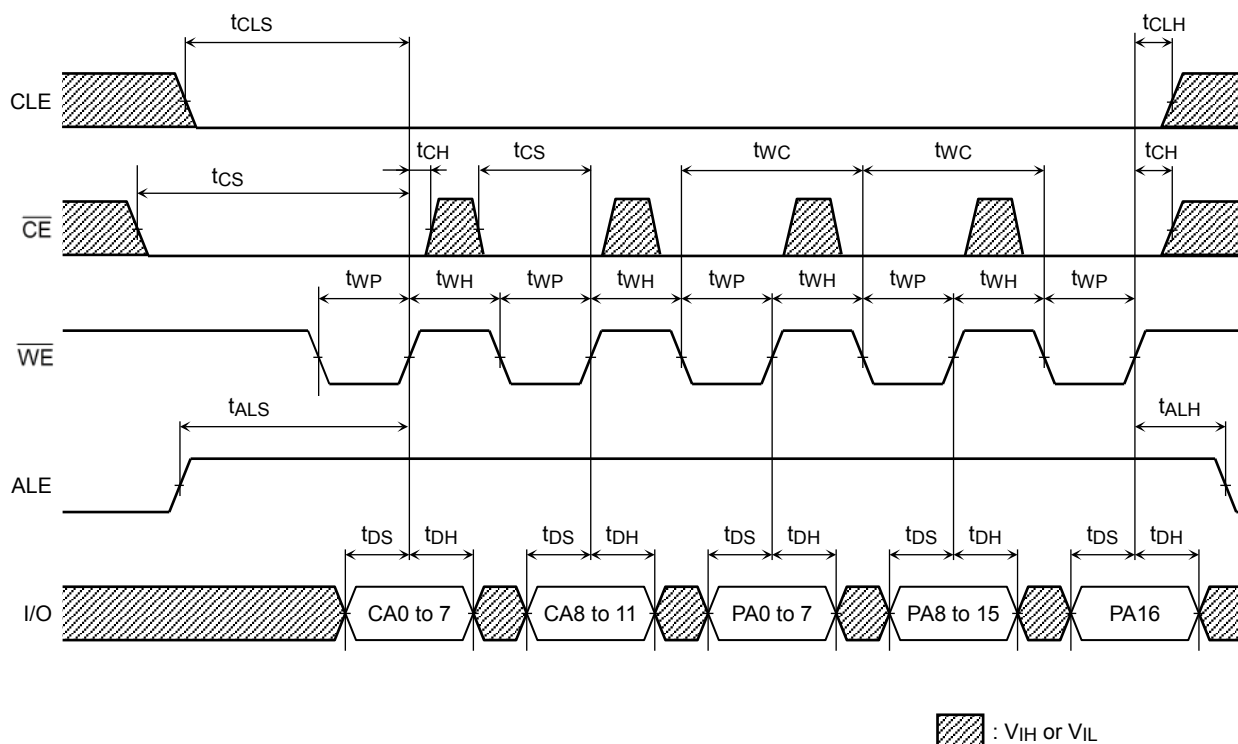 tCLS tCLH
CLE
tCH tCS tWC tWC tCH
tCS
CE
tWP tWH tWP tWH tWP tWH tWP tWH tWP
WE
tALS tALH
ALE
tDS tDH tDS tDH tDS tDH tDS tDH tDS tDH
I/O CA0 to 7 CA8 to 11 PA0 to 7 PA8 to 15 PA16
: VIH or VIL